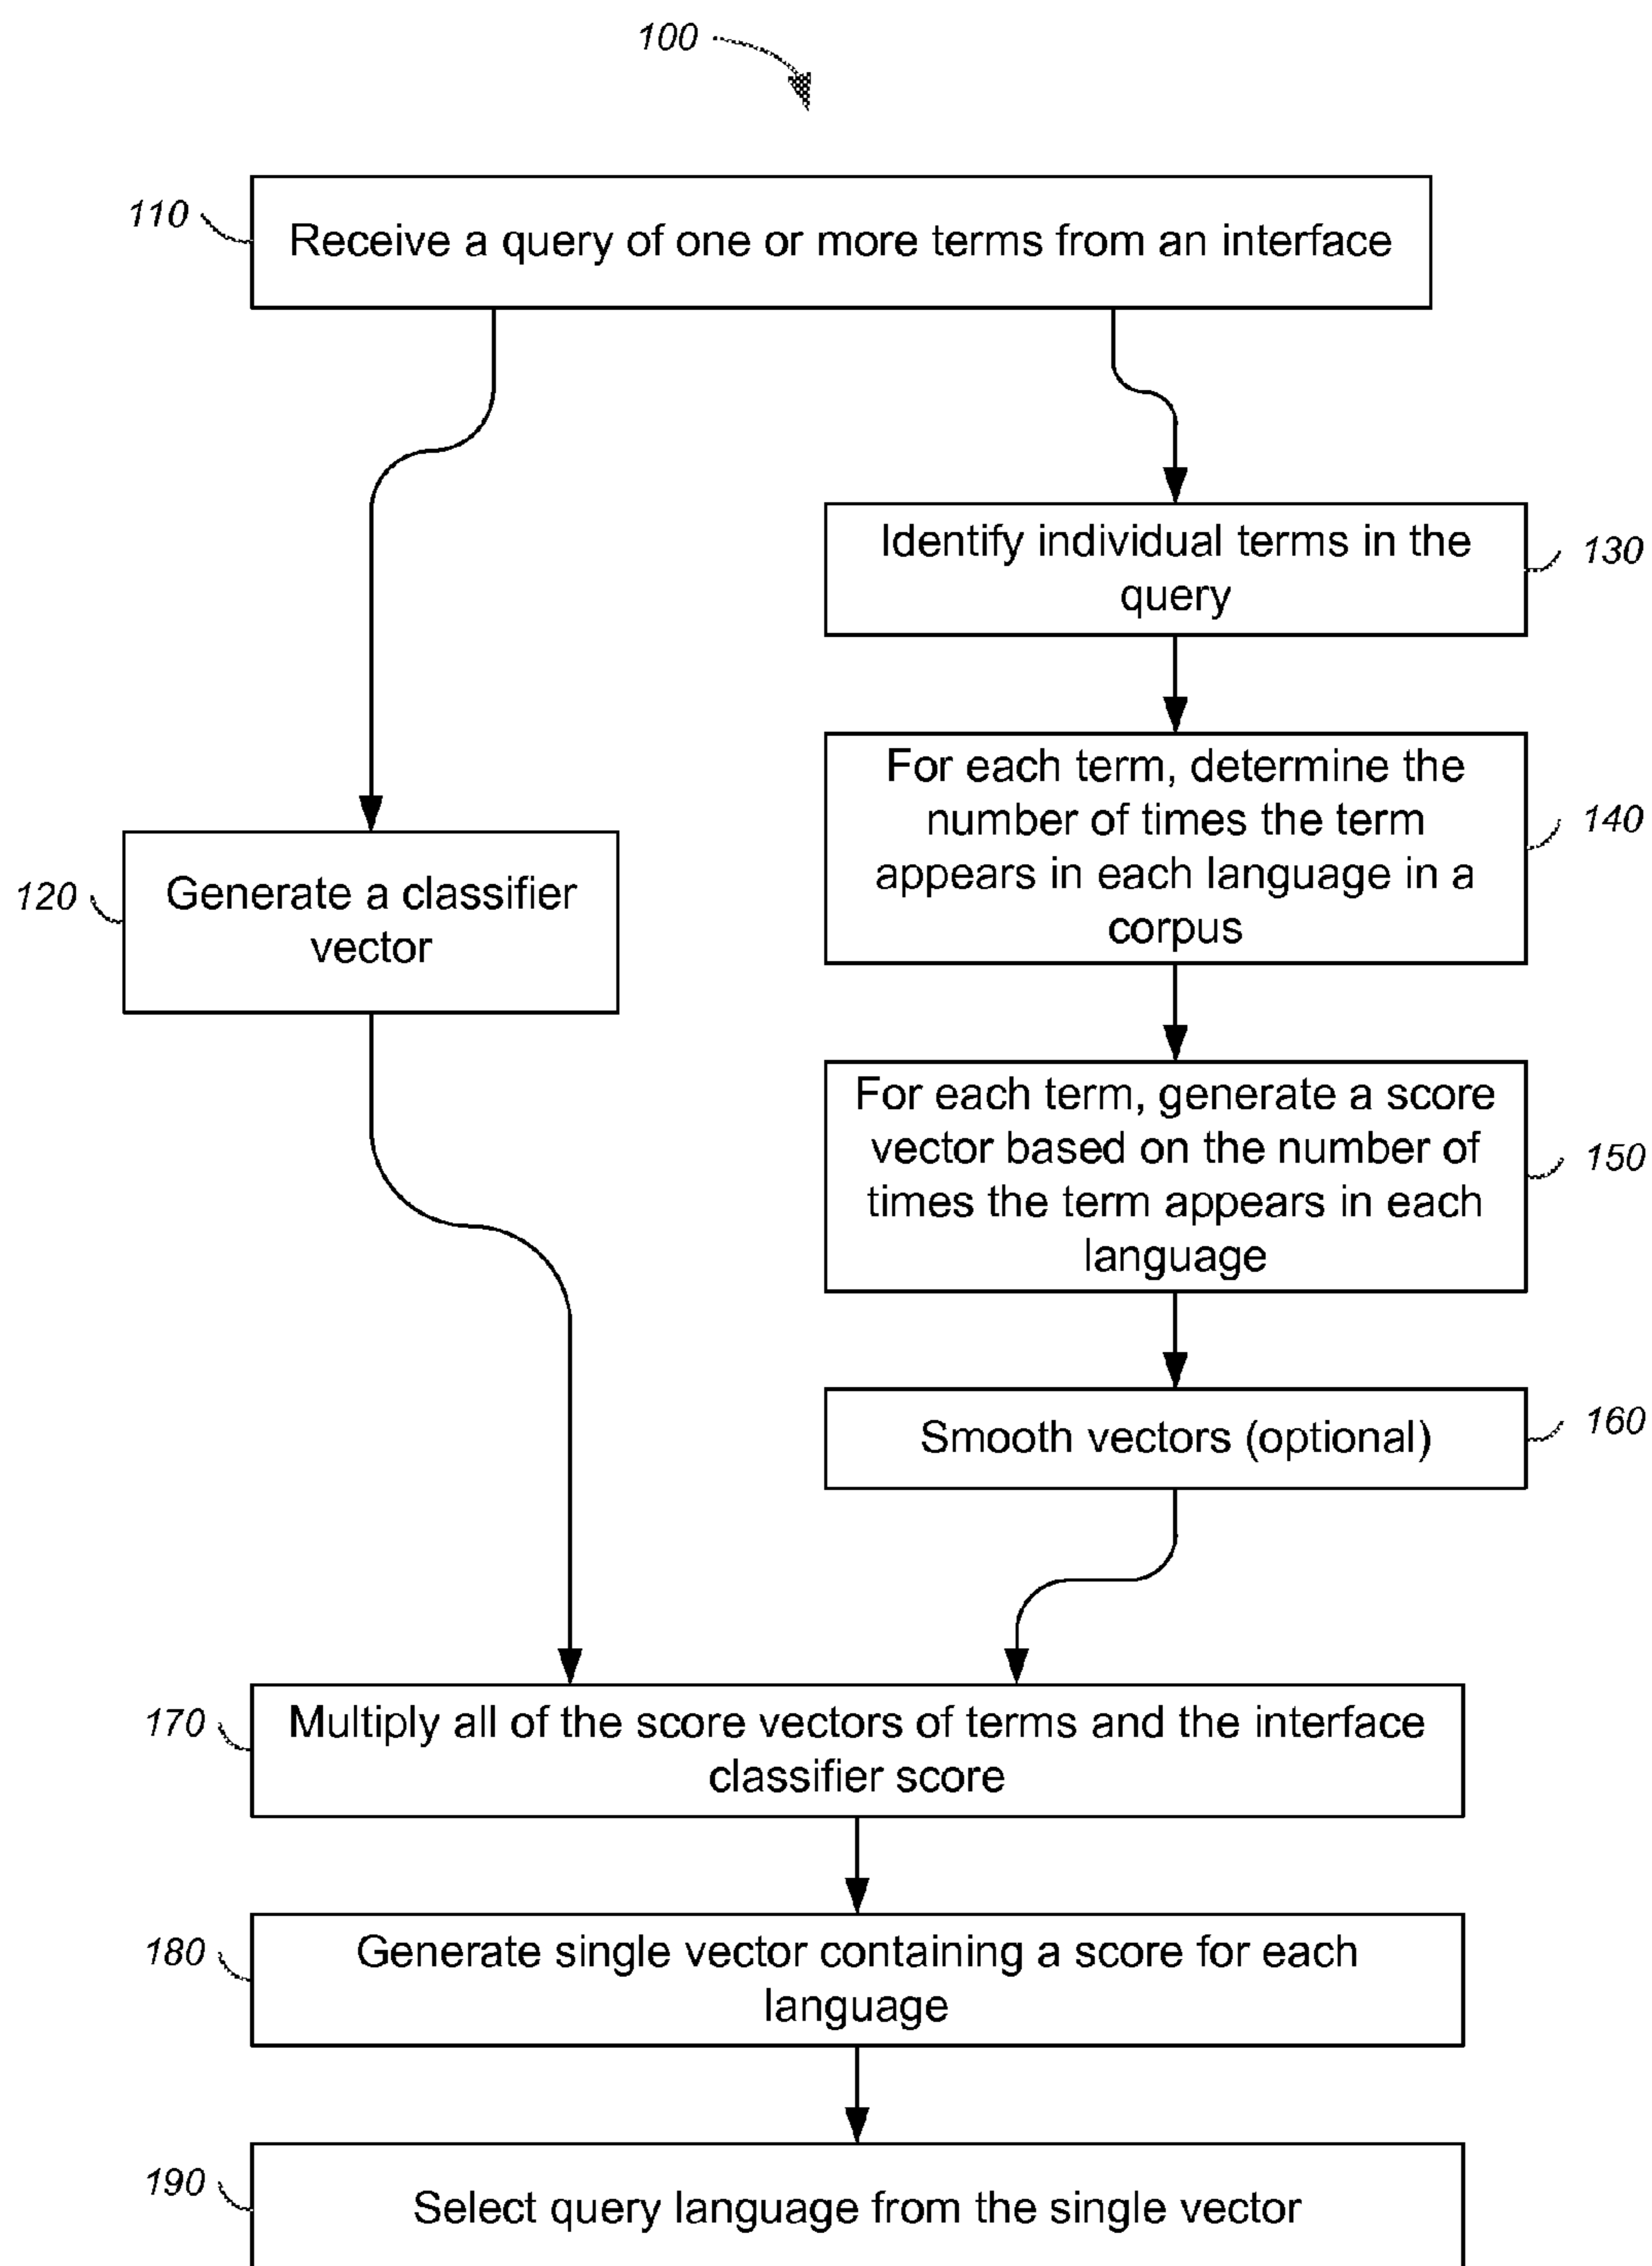 100
110
Receive a query of one or more terms from an interface
Identify individual terms in the
query
130
For each term, determine the
number of times the term
appears in each language in a
corpus
140
120
Generate a classifier
vector
For each term, generate a score
vector based on the number of
times the term appears in each
language
150
Smooth vectors (optional)
160
170
Multiply all of the score vectors of terms and the interface
classifier score
180
Generate single vector containing a score for each
language
190
Select query language from the single vector